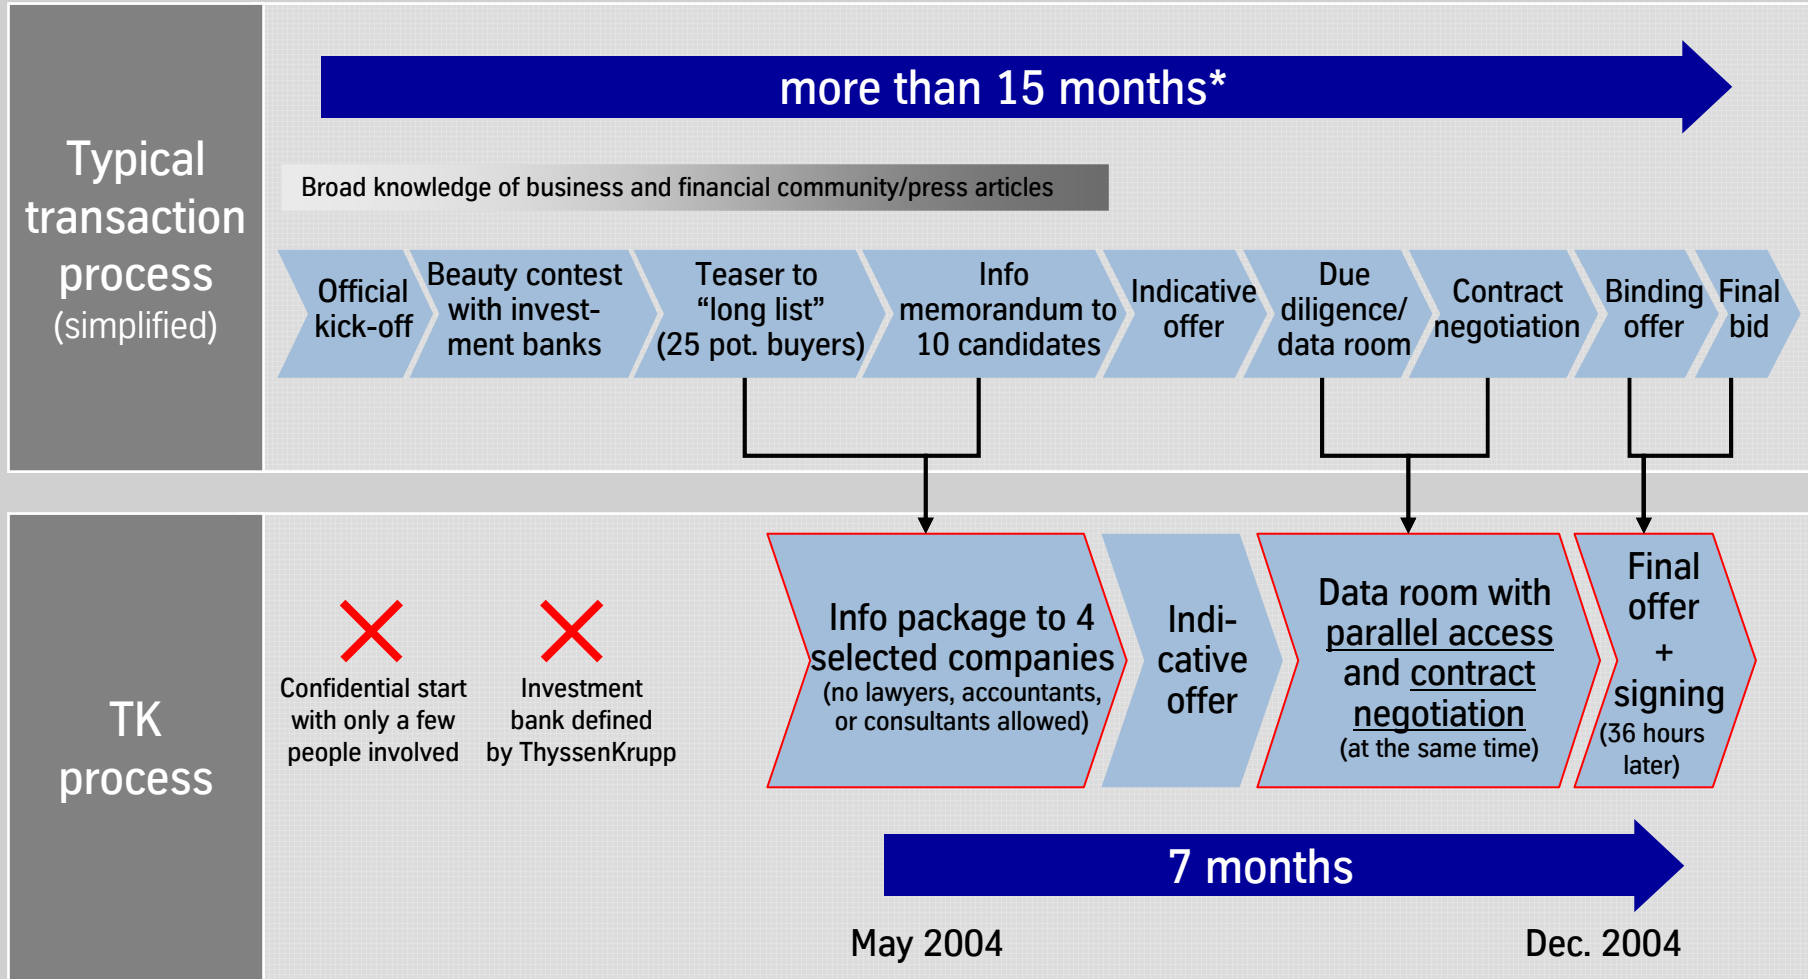 Typical
transaction
process
(simplified)
more than 15 months*
Broad knowledge of business and financial community/press articles
Official
kick-off
Beauty contest
with invest-
ment banks
Teaser to
“long list”
(25 pot. buyers)
Info
memorandum to
10 candidates
Indicative
offer
Due
diligence/
data room
Contract
negotiation
Binding
offer
Final
bid
TK
process
Confidential start
with only a few
people involved
Investment
bank defined
by ThyssenKrupp
Info package to 4
selected companies
(no lawyers, accountants,
or consultants allowed)
Indi-
cative
offer
Data room with
parallel access
and contract
negotiation
(at the same time)
Final
offer
+
signing
(36 hours
later)
7 months
May 2004
Dec. 2004